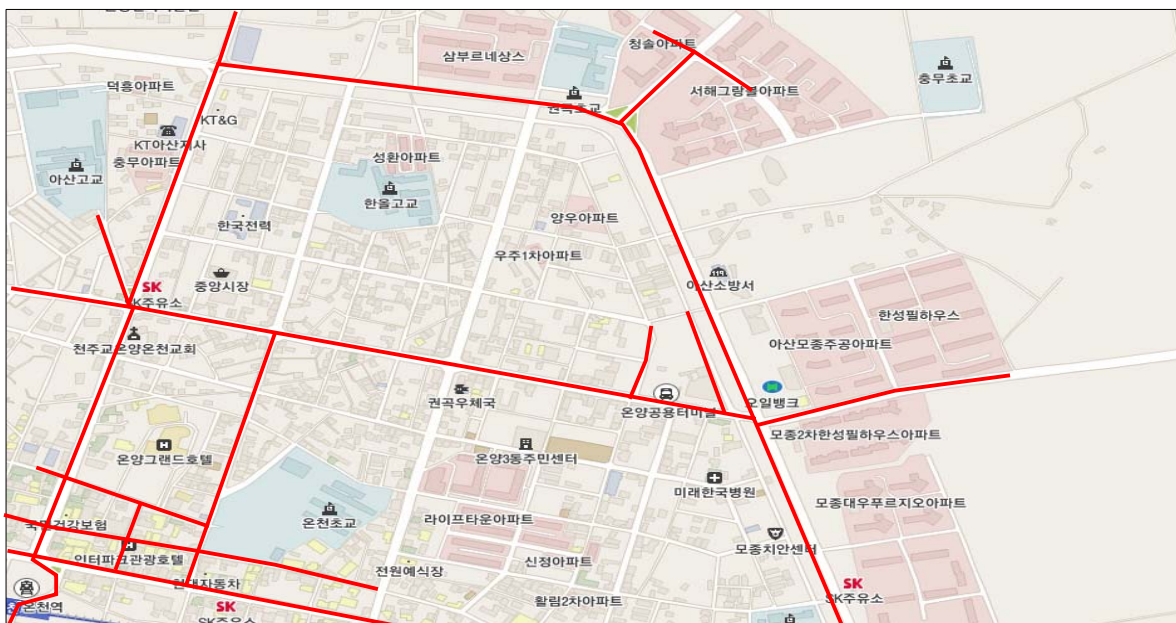 삼부르네상스
청솔아파트
충무초교
덕흥아파트
서해그랑블아파트
권곡초교
KT&G
KT아산지사
충무아파트
성환아파트
아산고교
한올고교
한국전력
양우아파트
우주1차아파트
중앙시장
SK
SK주유소
119
아산소방서
한성필하우스
천주교온양온천교회
아산모종주공아파트
권곡우체국
온양공용터미널
오일뱅크
모종2차한성필하우스아파트
H
온양그랜드호텔
온양3동주민센터
미래한국병원
모종대우푸르지오아파트
국민건강보험
온천초교
라이프타운아파트
모종치안센터
H
인터파크관광호텔
신정아파트
전원예식장
현대자동차
SK
SK주유소
활림2차아파트
온천역
SK
SK주유소